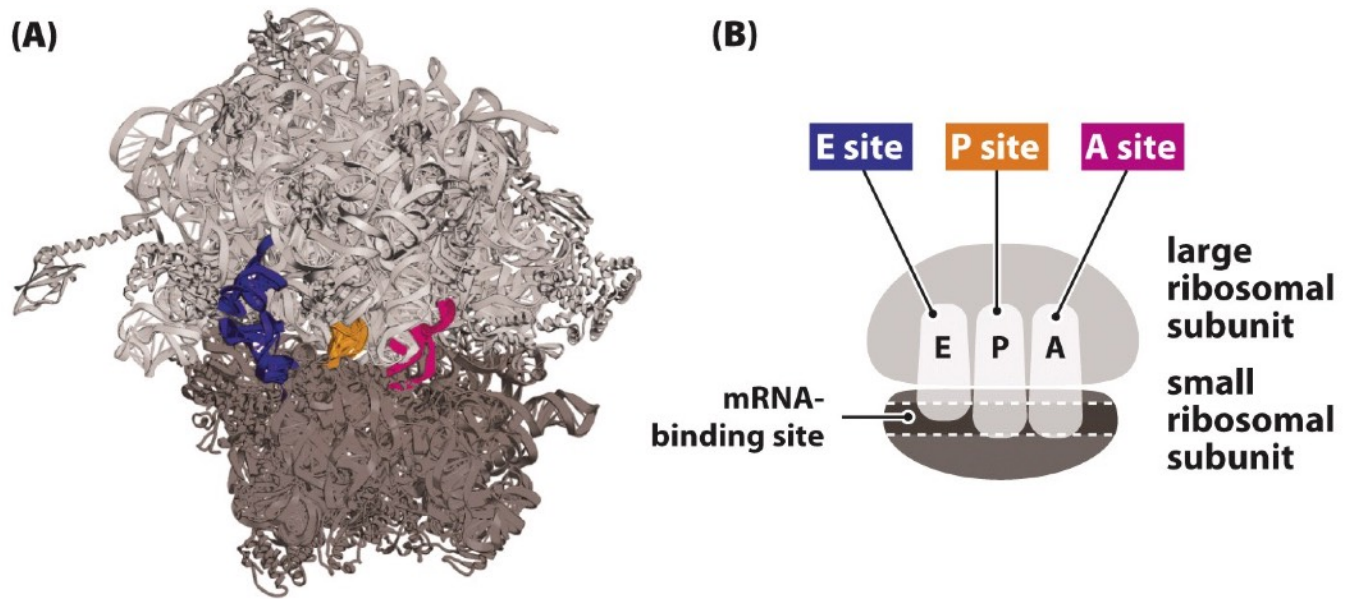 (A)
(B)
E site
P site
A site
E
P
A
large
ribosomal
subunit
mRNA-
binding site
small
ribosomal
subunit